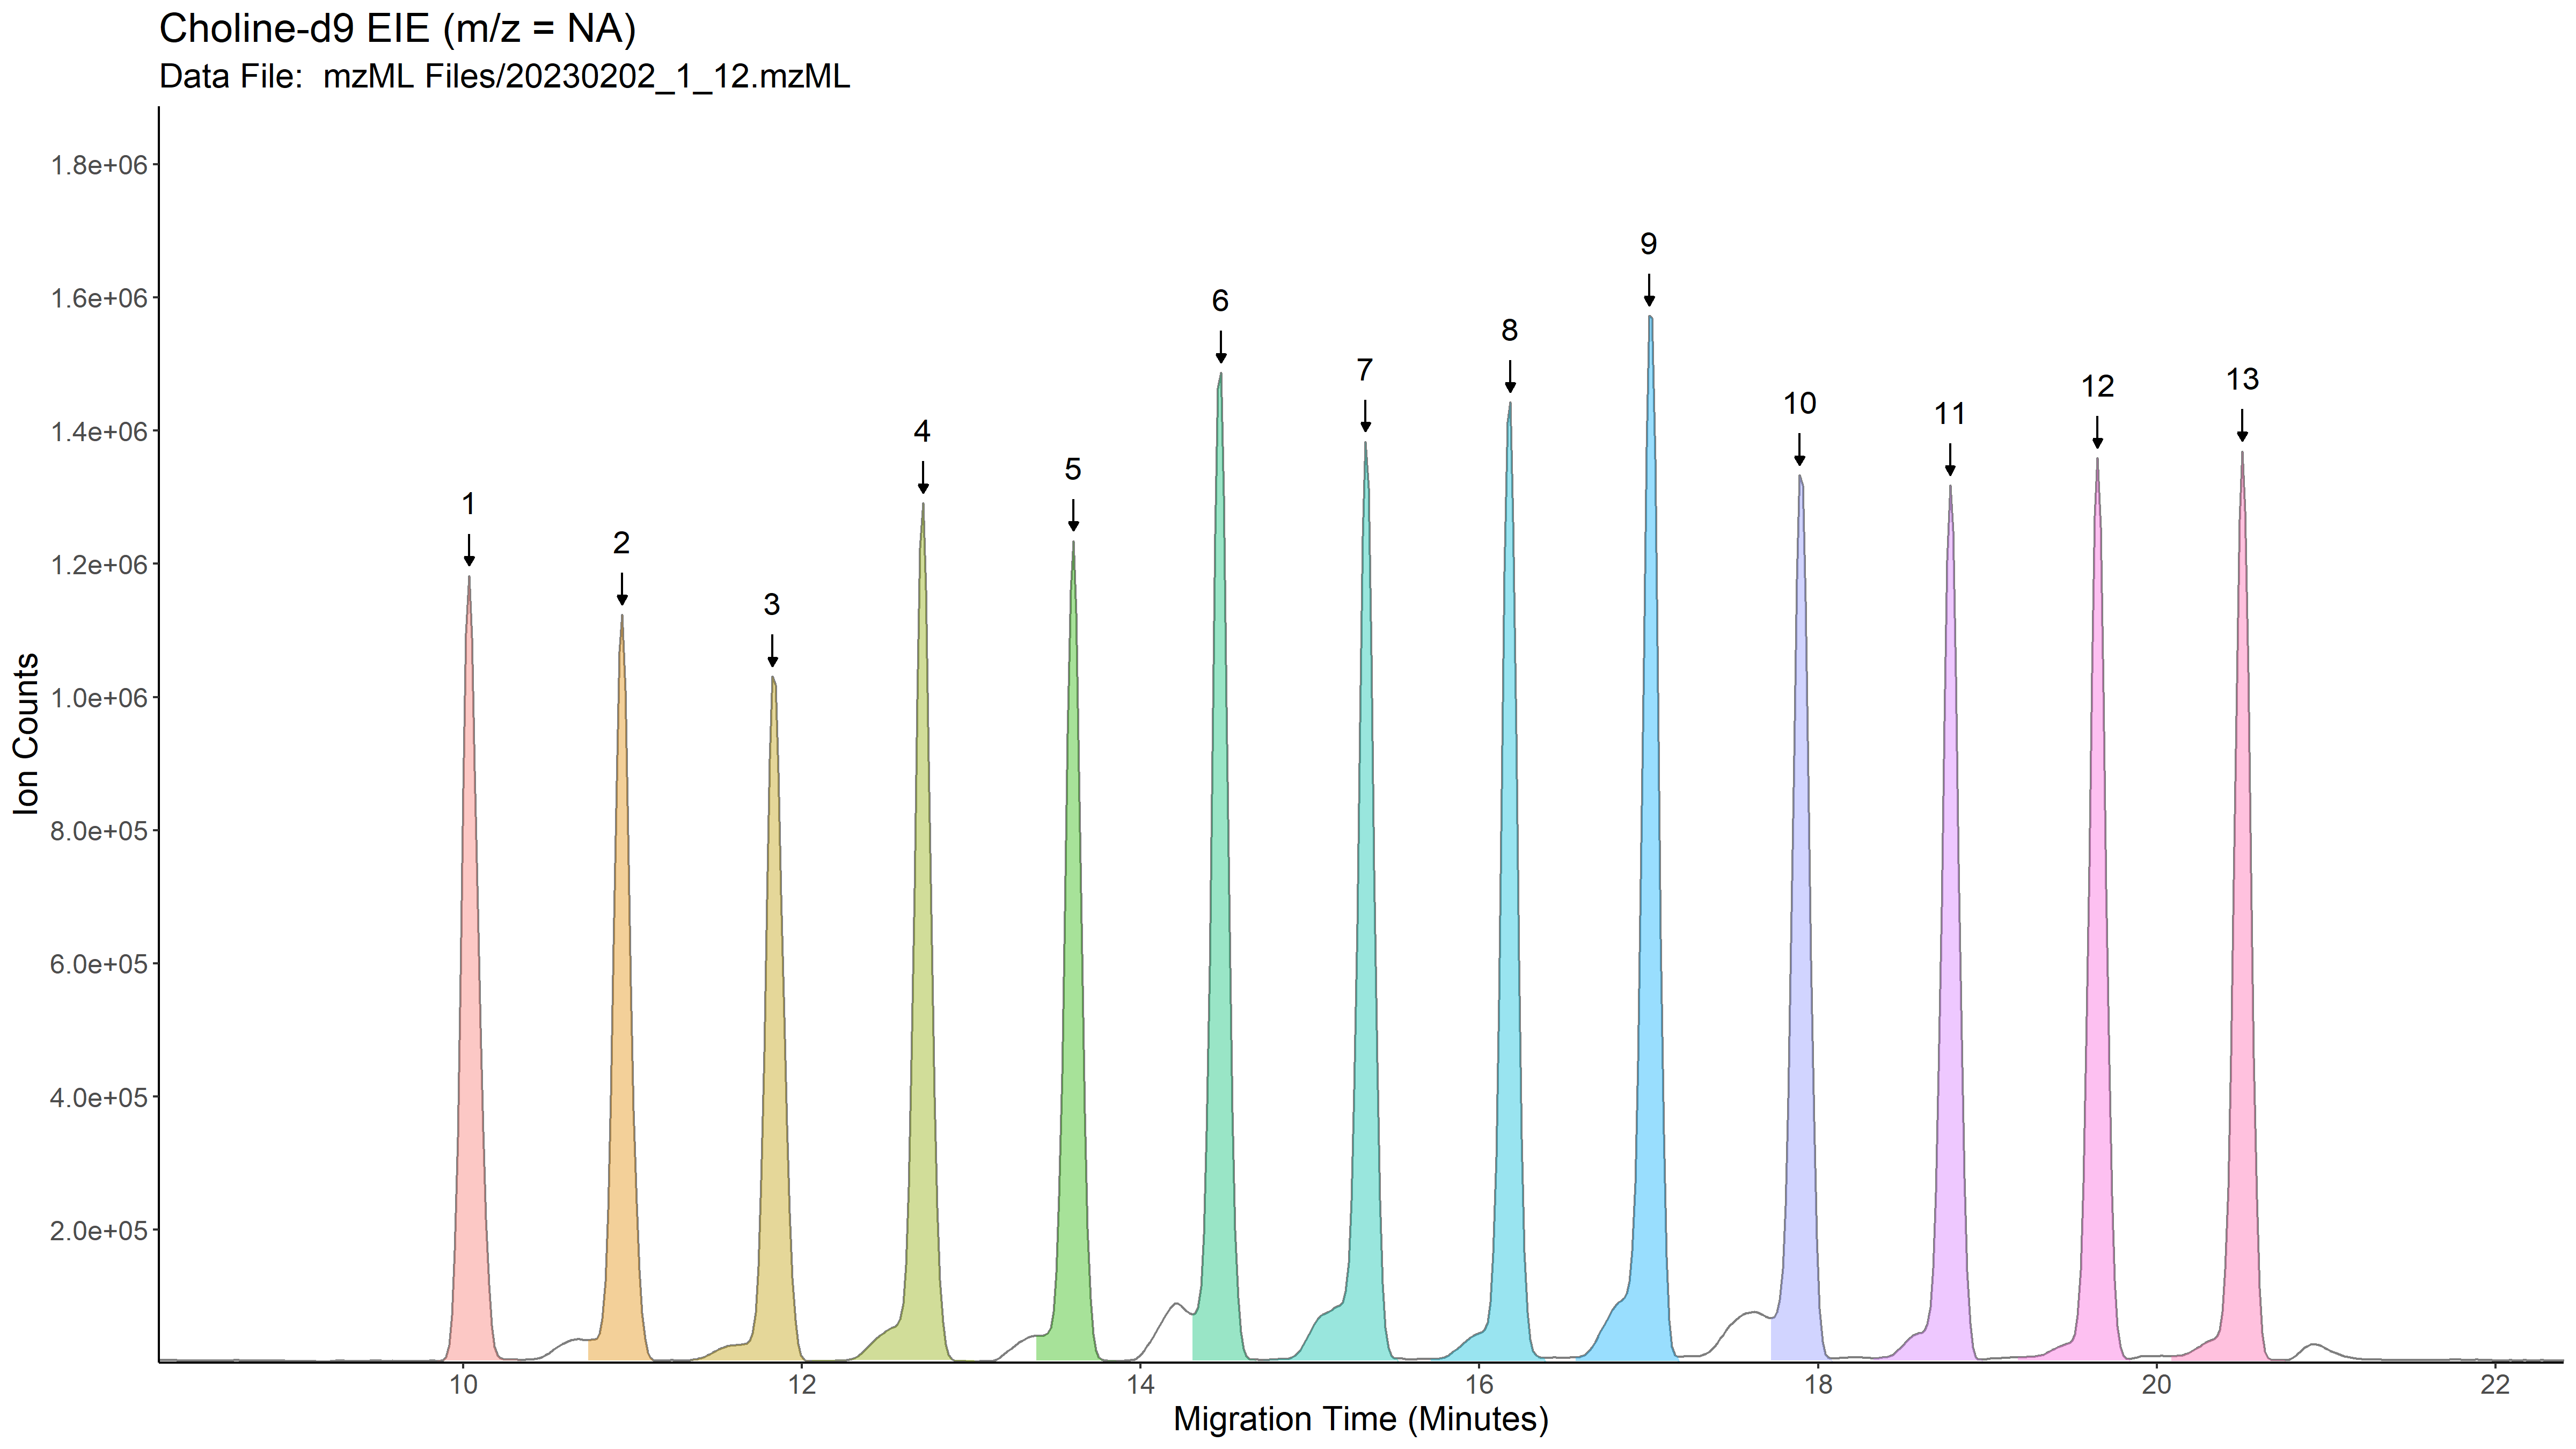 Choline-d9 EIE (m/z = NA)
Data File:  mzML Files/20230202_1_12.mzML
1.8e+06
1.6e+06
1.4e+06
1.2e+06
1.0e+06
8.0e+05
6.0e+05
4.0e+05
2.0e+05
Ion Counts
1
2
3
4
5
6
7
8
9
10
11
12
13
10 12 14 16 18 20 22
Migration Time (Minutes)